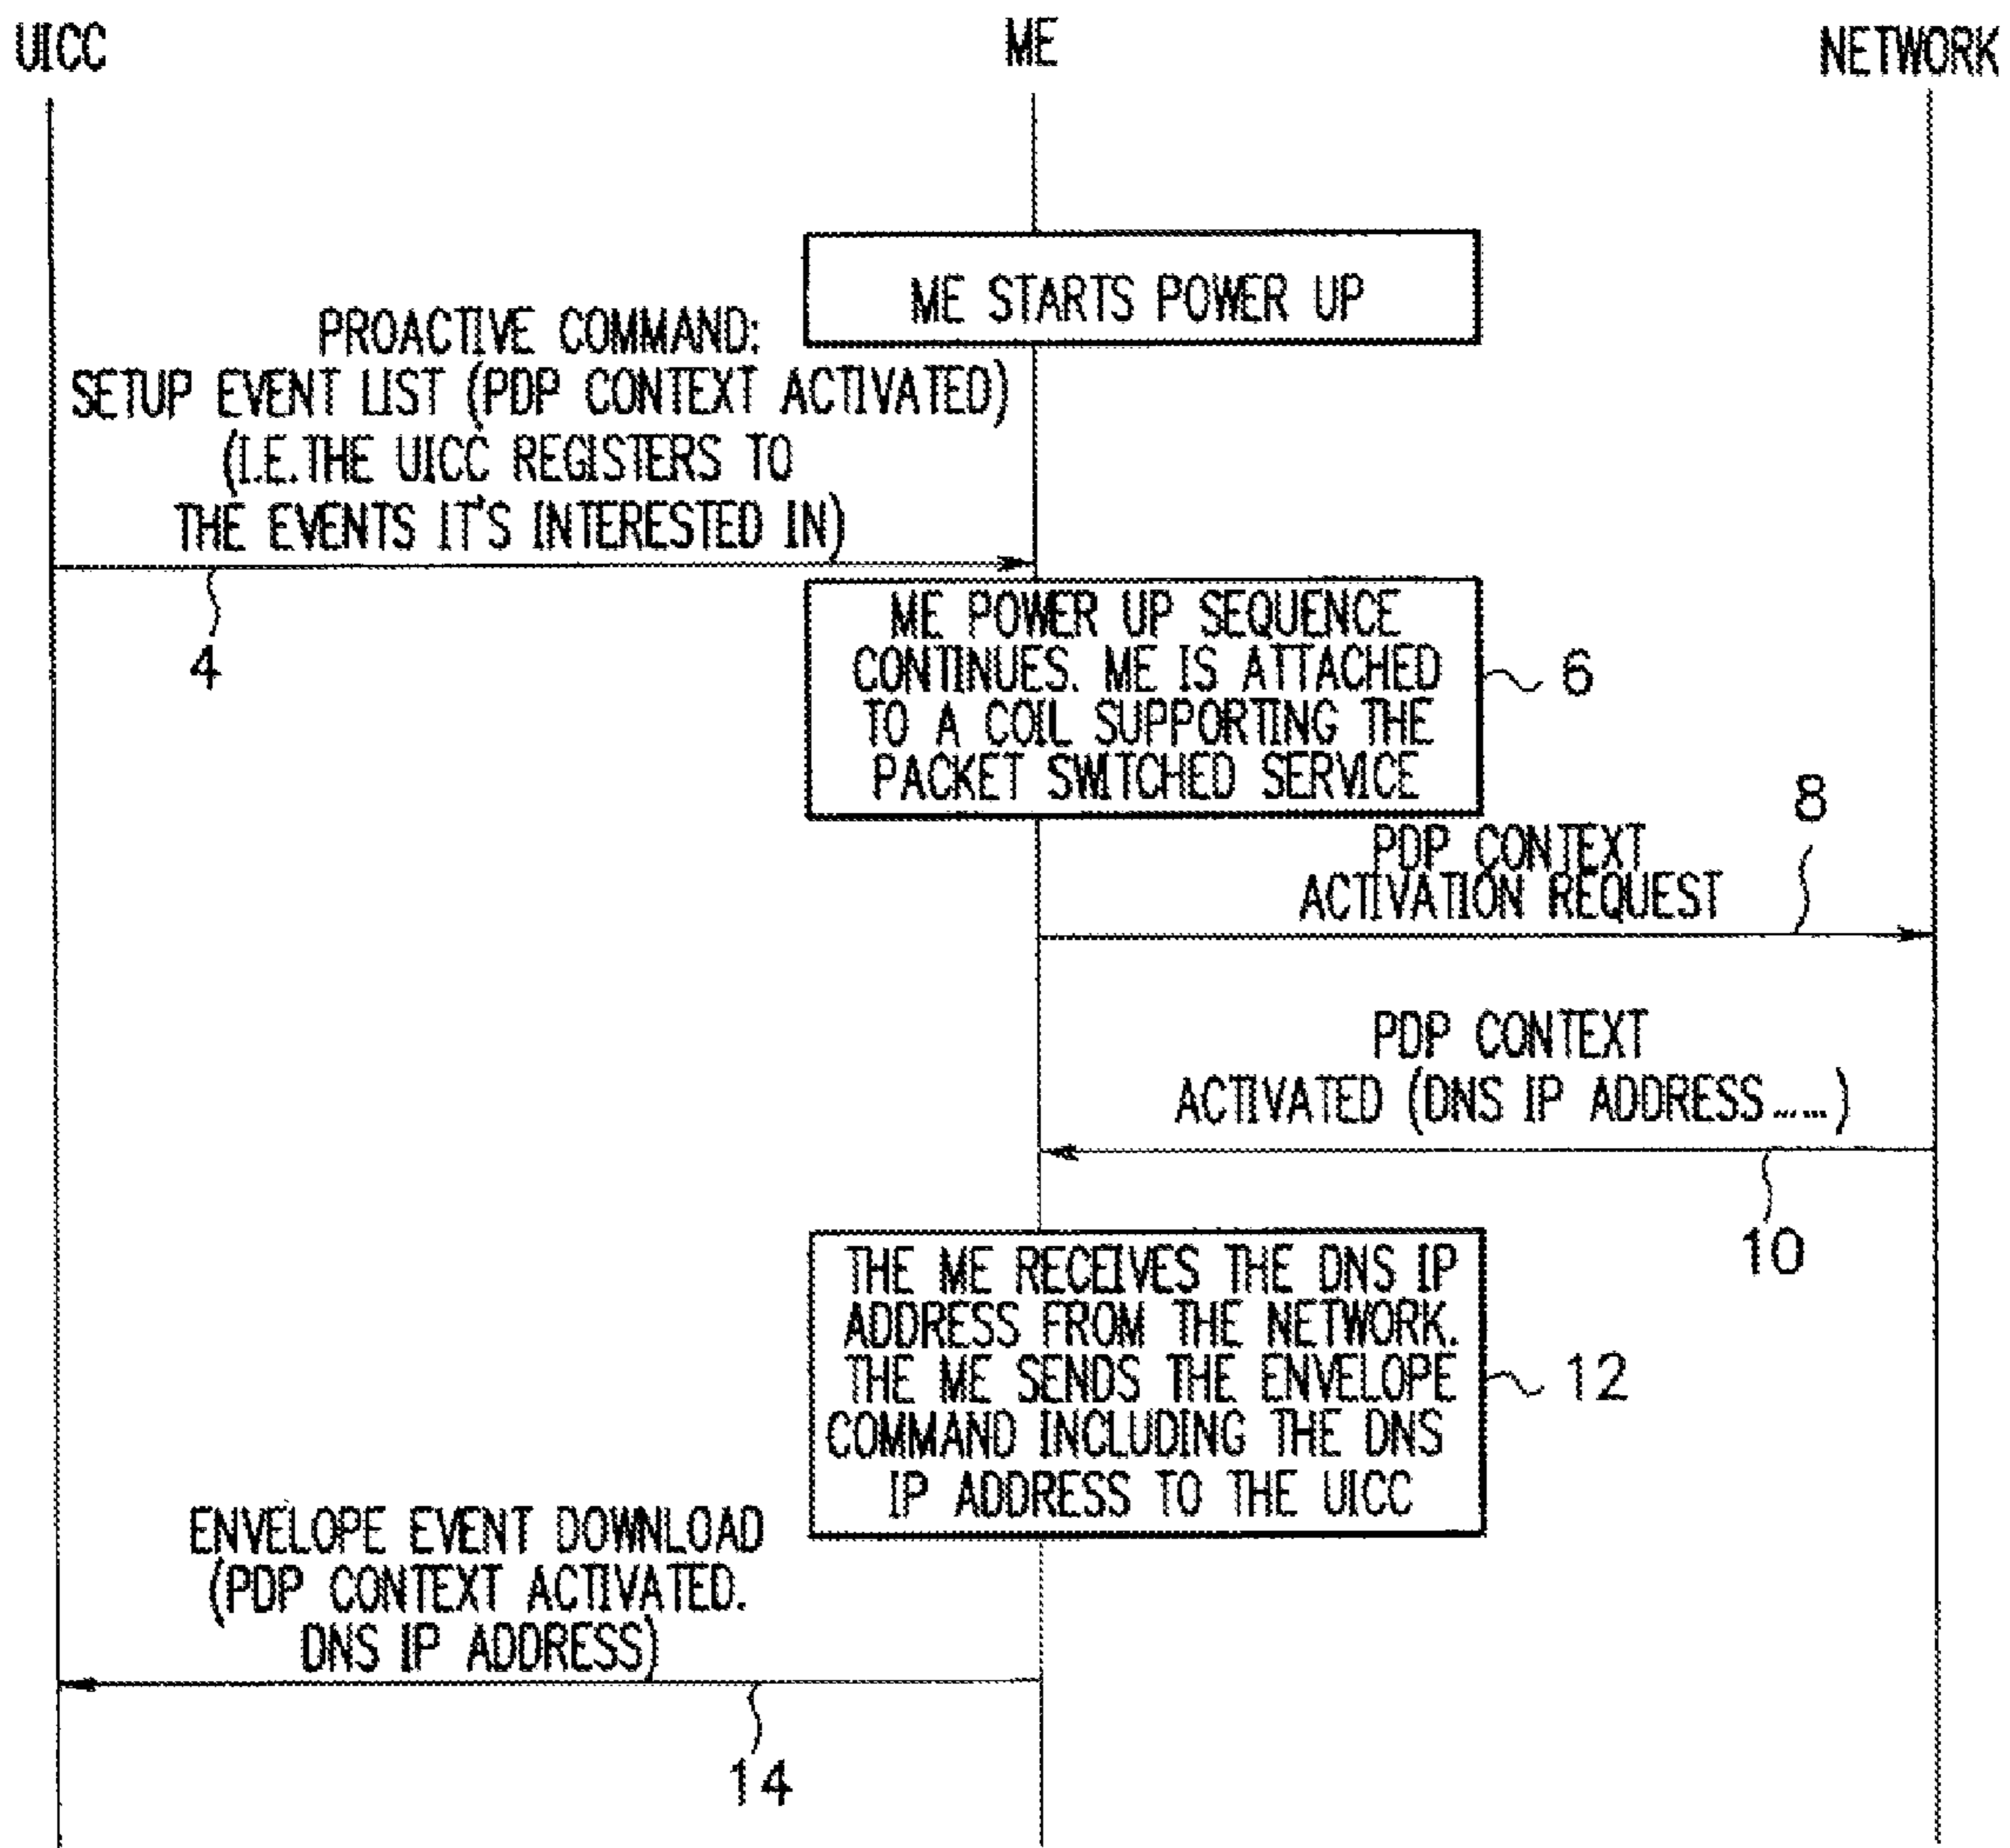 UICC
ME
NETWORK
ME STARTS POWER UP
PROACTIVE COMMAND:
SETUP EVENT LIST (PDP CONTEXT ACTIVATED)
(I.E. THE UICC REGISTERS TO
THE EVENTS IT'S INTERESTED IN)
4
ME POWER UP SEQUENCE
CONTINUES. ME IS ATTACHED
TO A COIL SUPPORTING THE
PACKET SWITCHED SERVICE
6
PDP CONTEXT
ACTIVATION REQUEST
8
PDP CONTEXT
ACTIVATED (DNS IP ADDRESS......)
10
THE ME RECEIVES THE DNS IP
ADDRESS FROM THE NETWORK.
THE ME SENDS THE ENVELOPE
COMMAND INCLUDING THE DNS
IP ADDRESS TO THE UICC
12
ENVELOPE EVENT DOWNLOAD
(PDP CONTEXT ACTIVATED.
DNS IP ADDRESS)
14